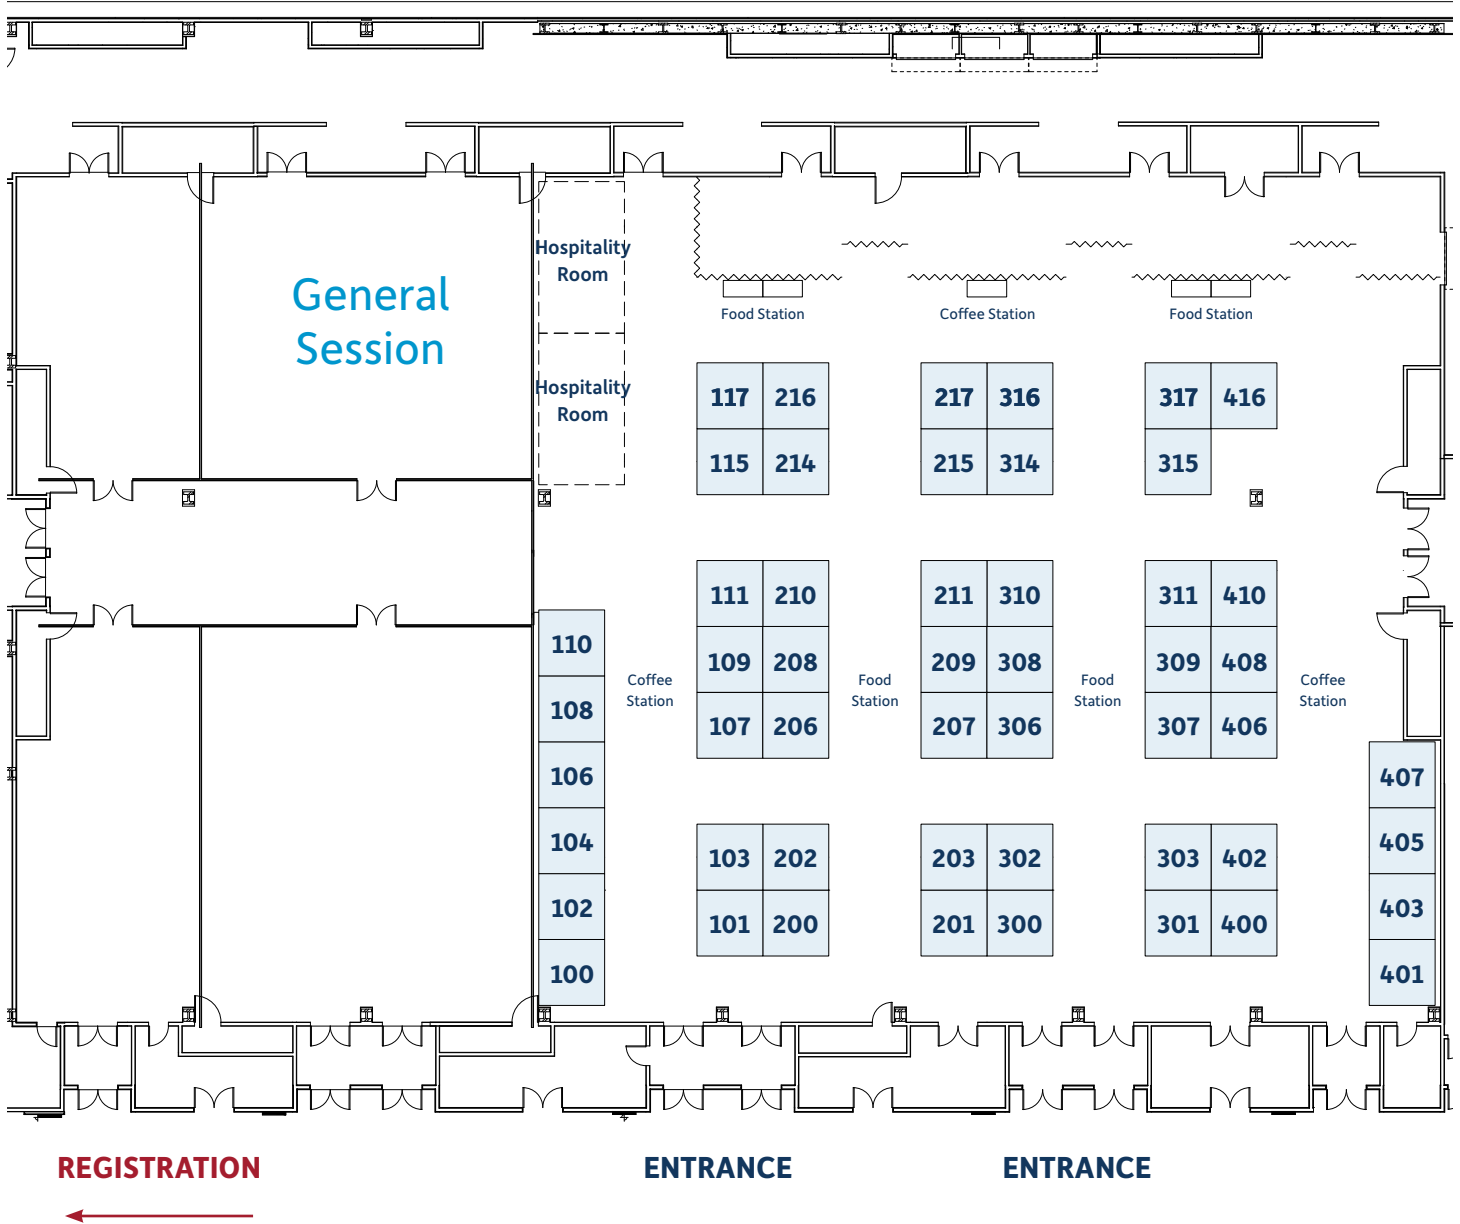 Hospitality
Room
General
Session
Food Station
Coffee Station
Food Station
Hospitality
Room
117 216
217 316
317 416
115 214
215 314
315
111 210
211 310
311 410
110
109 208
209 308
309 408
Coffee
Station
Food
Station
Food
Station
Coffee
Station
108
107 206
207 306
307 406
106
407
104
103 202
203 302
303 402
405
102
101 200
201 300
301 400
403
100
401
REGISTRATION
ENTRANCE
ENTRANCE